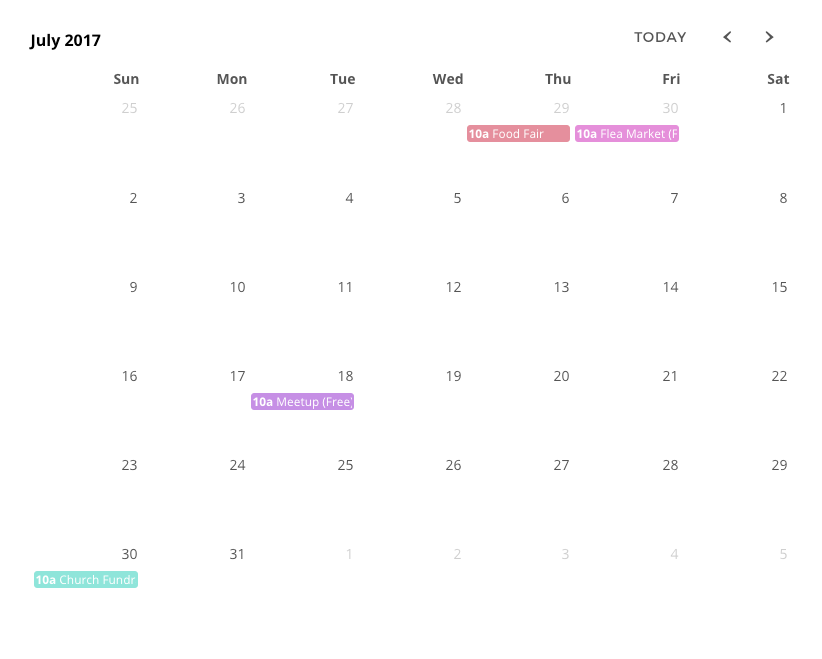 July 2017 TODAY < >
Sun Mon Tue Wed Thu Fri Sat
25 26 27 28 29 30 1
10a Food Fair 10a Flea Market (F
2 3 4 5 6 7 8
9 10 11 12 13 14 15
16 17 18 19 20 21 22
10a Meetup (Free)
23 24 25 26 27 28 29
30 31 1 2 3 4 5
10a Church Fundr